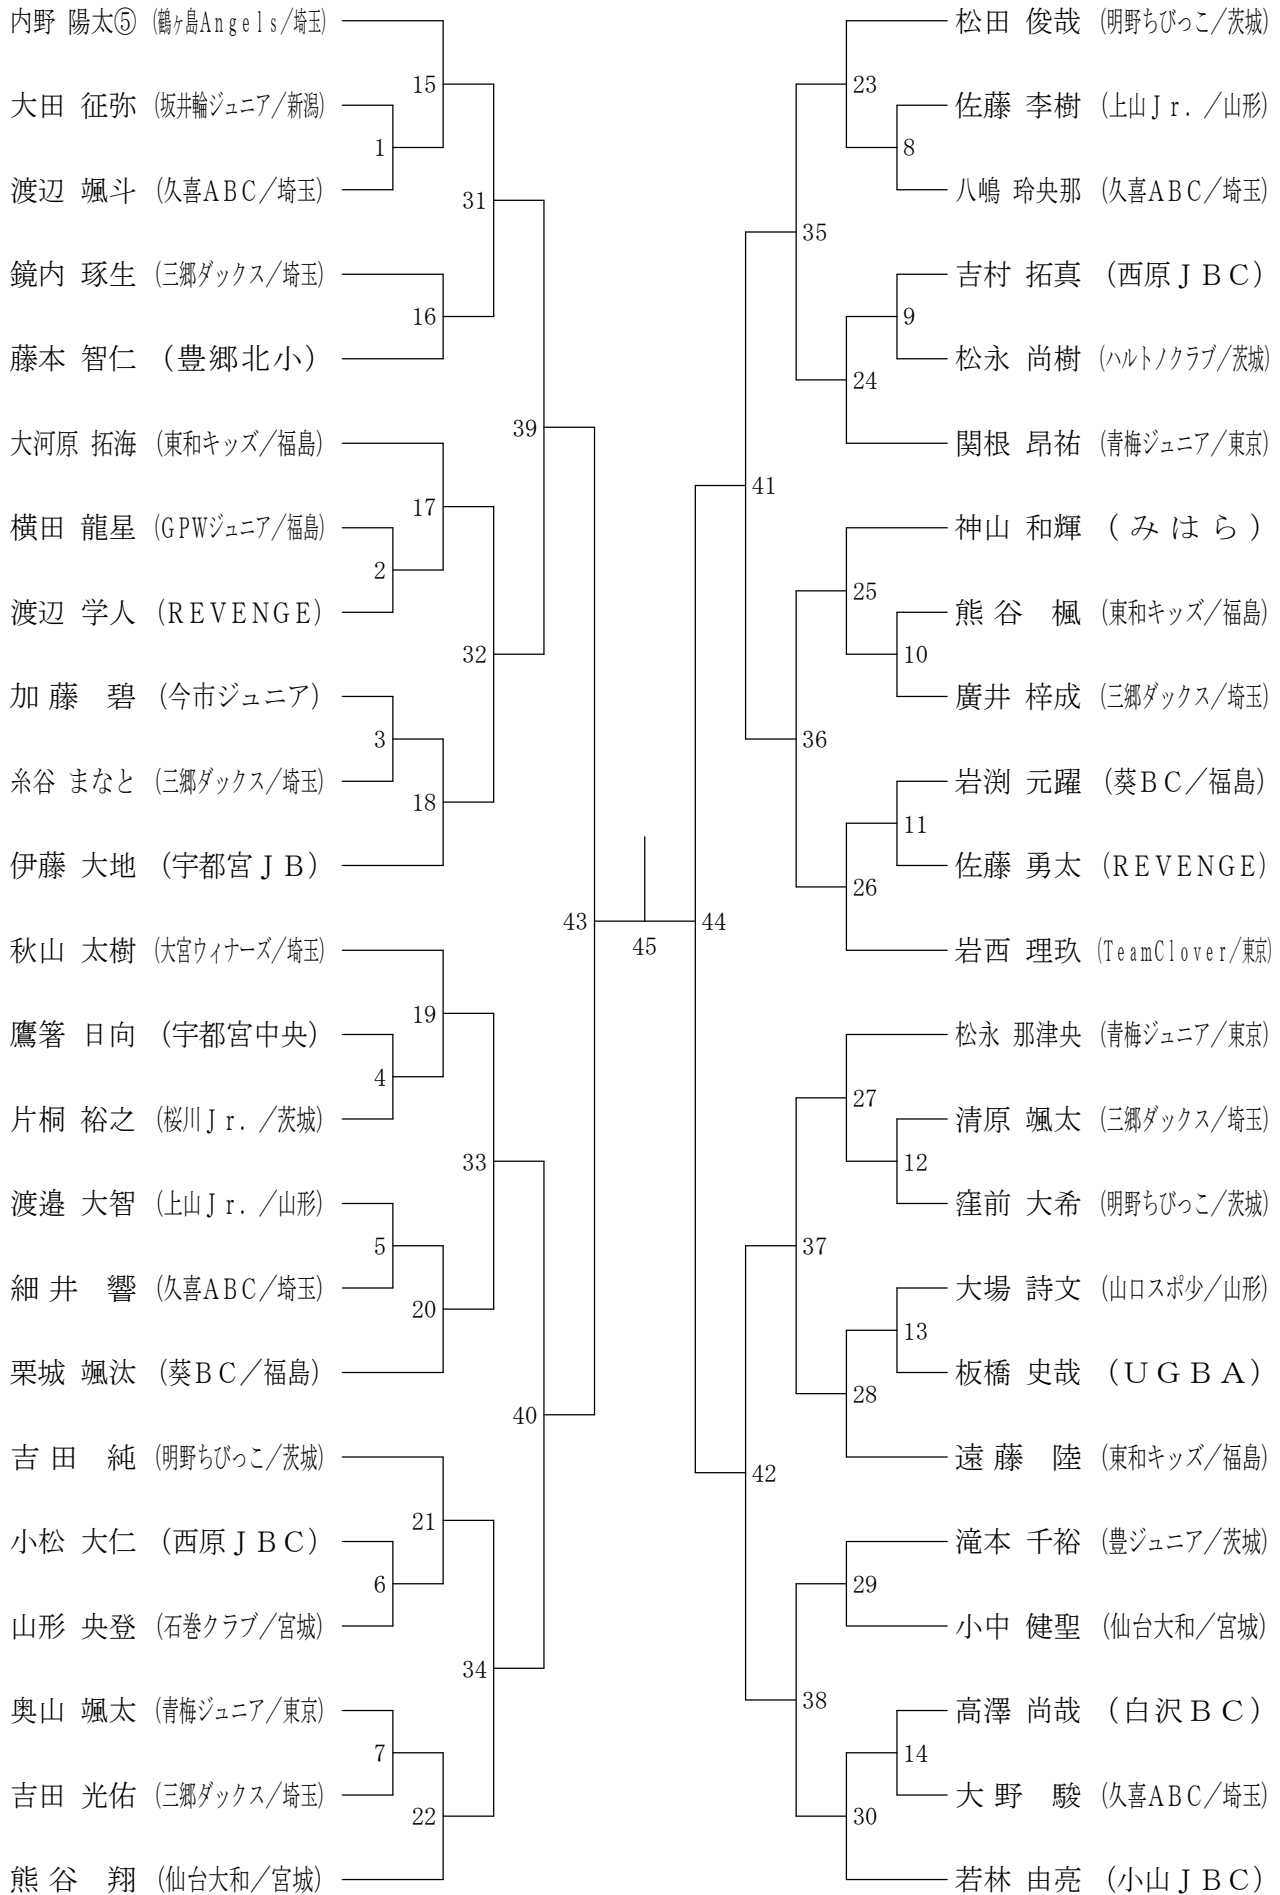 内野 陽太⑤ (鶴ヶ島Angels/埼玉)
15
大田 征弥 (坂井輪ジュニア/新潟)
1
渡辺 颯斗 (久喜ABC/埼玉)
31
鏡内 琢生 (三郷ダックス/埼玉)
16
藤本 智仁 (豊郷北小)
39
大河原 拓海 (東和キッズ/福島)
17
横田 龍星 (GPWジュニア/福島)
2
渡辺 学人 (REVENGE)
32
加藤 碧 (今市ジュニア)
3
糸谷 まなと (三郷ダックス/埼玉)
18
伊藤 大地 (宇都宮JB)
43
秋山 太樹 (大宮ウィナーズ/埼玉)
19
鷹箸 日向 (宇都宮中央)
4
片桐 裕之 (桜川Jr./茨城)
33
渡邉 大智 (上山Jr./山形)
5
細井 響 (久喜ABC/埼玉)
20
栗城 颯汰 (葵BC/福島)
40
吉田 純 (明野ちびっこ/茨城)
21
小松 大仁 (西原JBC)
6
山形 央登 (石巻クラブ/宮城)
34
奥山 颯太 (青梅ジュニア/東京)
7
吉田 光佑 (三郷ダックス/埼玉)
22
熊谷 翔 (仙台大和/宮城)
45
松田 俊哉 (明野ちびっこ/茨城)
23
佐藤 李樹 (上山Jr./山形)
8
八嶋 玲央那 (久喜ABC/埼玉)
35
吉村 拓真 (西原JBC)
9
松永 尚樹 (ハルトノクラブ/茨城)
24
関根 昂祐 (青梅ジュニア/東京)
41
神山 和輝 (みはら)
25
熊谷 楓 (東和キッズ/福島)
10
廣井 梓成 (三郷ダックス/埼玉)
36
岩渕 元躍 (葵BC/福島)
11
佐藤 勇太 (REVENGE)
26
岩西 理玖 (TeamClover/東京)
44
松永 那津央 (青梅ジュニア/東京)
27
清原 颯太 (三郷ダックス/埼玉)
12
窪前 大希 (明野ちびっこ/茨城)
37
大場 詩文 (山口スポ少/山形)
13
板橋 史哉 (UGBA)
28
遠藤 陸 (東和キッズ/福島)
42
滝本 千裕 (豊ジュニア/茨城)
29
小中 健聖 (仙台大和/宮城)
38
高澤 尚哉 (白沢BC)
14
大野 駿 (久喜ABC/埼玉)
30
若林 由亮 (小山JBC)